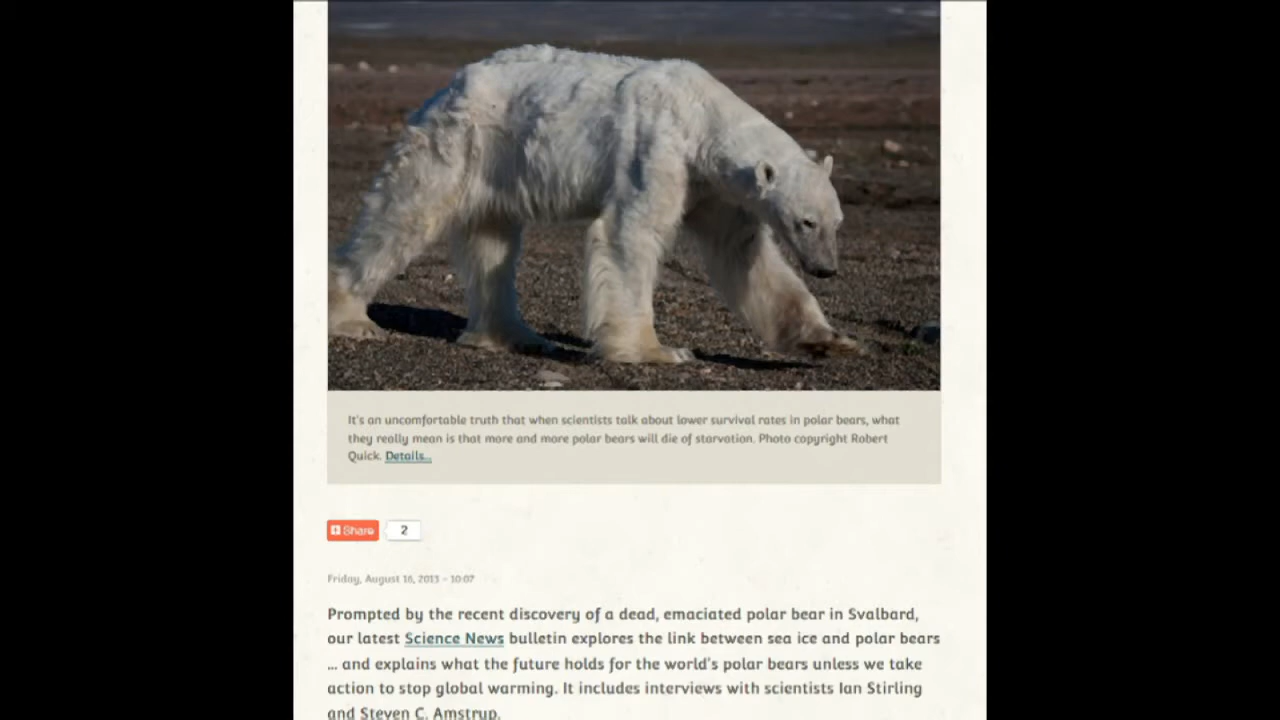 It's an uncomfortable truth that when scientists talk about lower survival rates in polar bears, what
they really mean is that more and more polar bears will die of starvation. Photo copyright Robert
Quick. Details...
Share 2
Friday, August 16, 2013 - 10:07
Prompted by the recent discovery of a dead, emaciated polar bear in Svalbard,
our latest Science News bulletin explores the link between sea ice and polar bears
... and explains what the future holds for the world's polar bears unless we take
action to stop global warming. It includes interviews with scientists Ian Stirling
and Steven C. Amstrup.